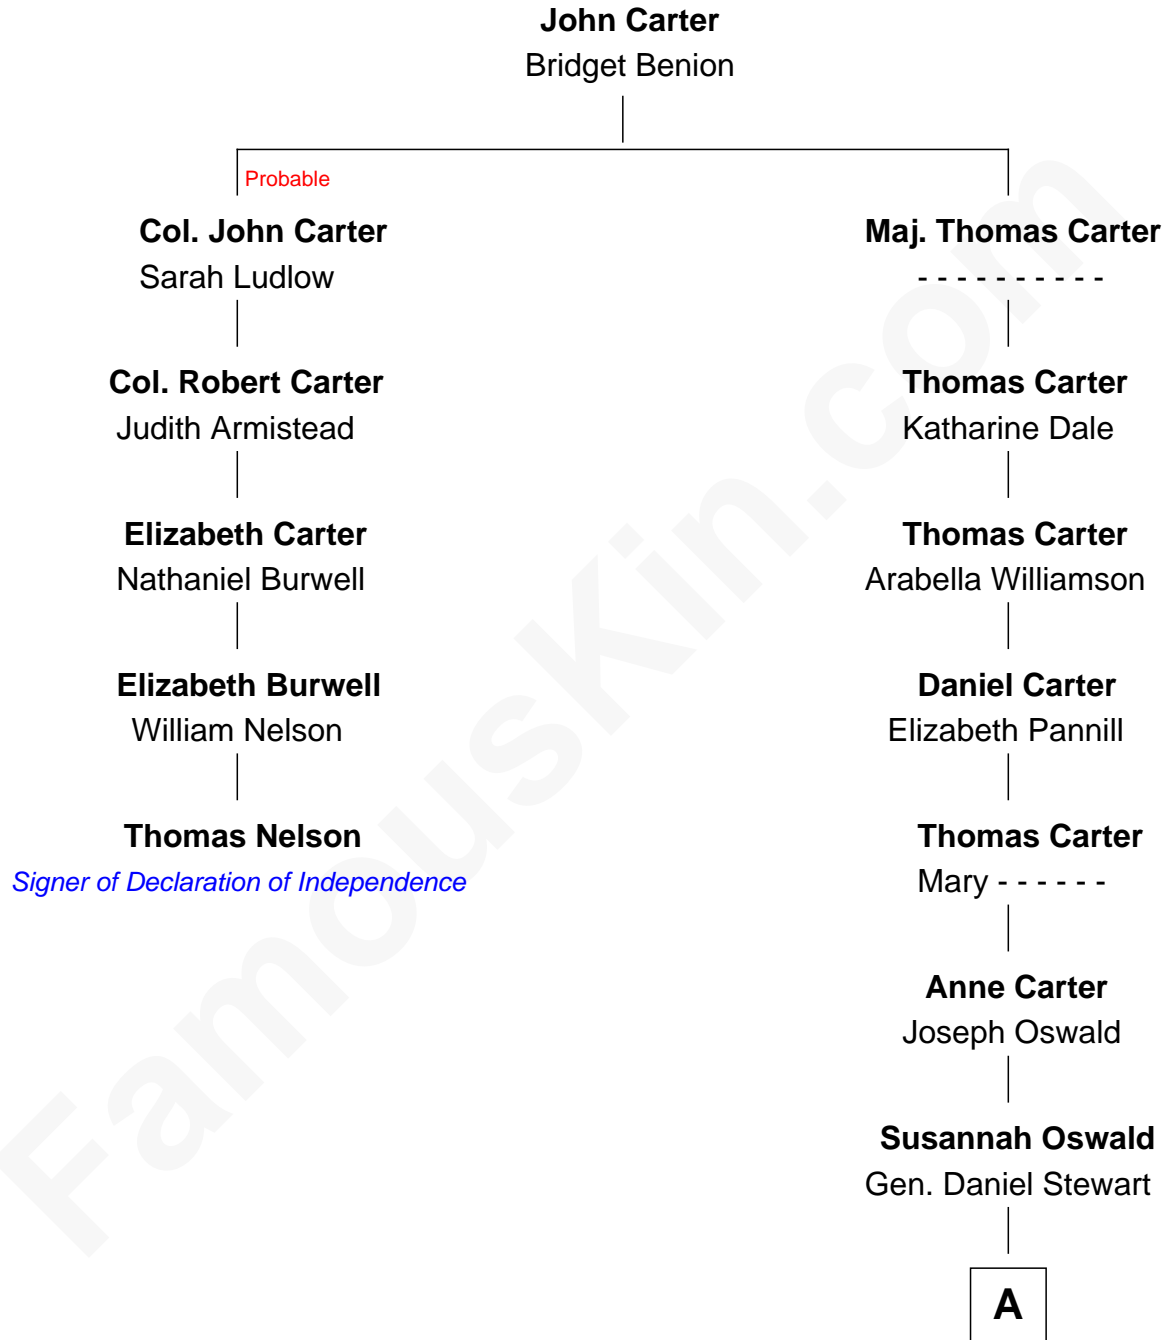 John Carter
Bridget Benion
Probable
Col. John Carter
Sarah Ludlow
Maj. Thomas Carter
- - - - - - - - - -
Col. Robert Carter
Judith Armistead
Thomas Carter
Katharine Dale
Elizabeth Carter
Nathaniel Burwell
Thomas Carter
Arabella Williamson
Elizabeth Burwell
William Nelson
Daniel Carter
Elizabeth Pannill
Thomas Nelson
Signer of Declaration of Independence
Thomas Carter
Mary - - - - - -
Anne Carter
Joseph Oswald
Susannah Oswald
Gen. Daniel Stewart
A
FamousKin.com